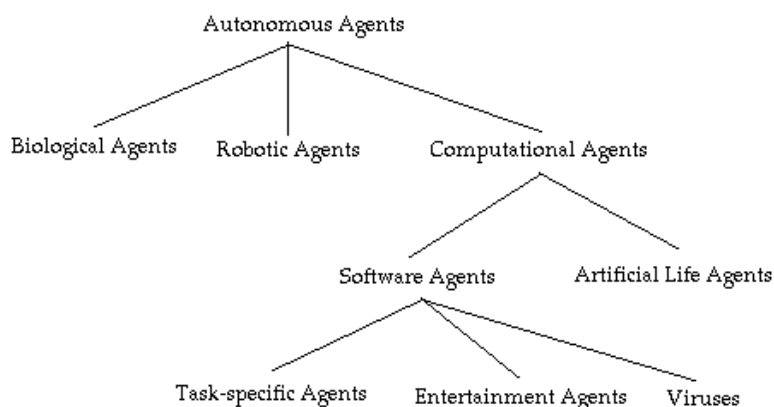 Autonomous Agents
Biological Agents
Robotic Agents
Computational Agents
Software Agents
Artificial Life Agents
Task-specific Agents
Entertainment Agents
Viruses